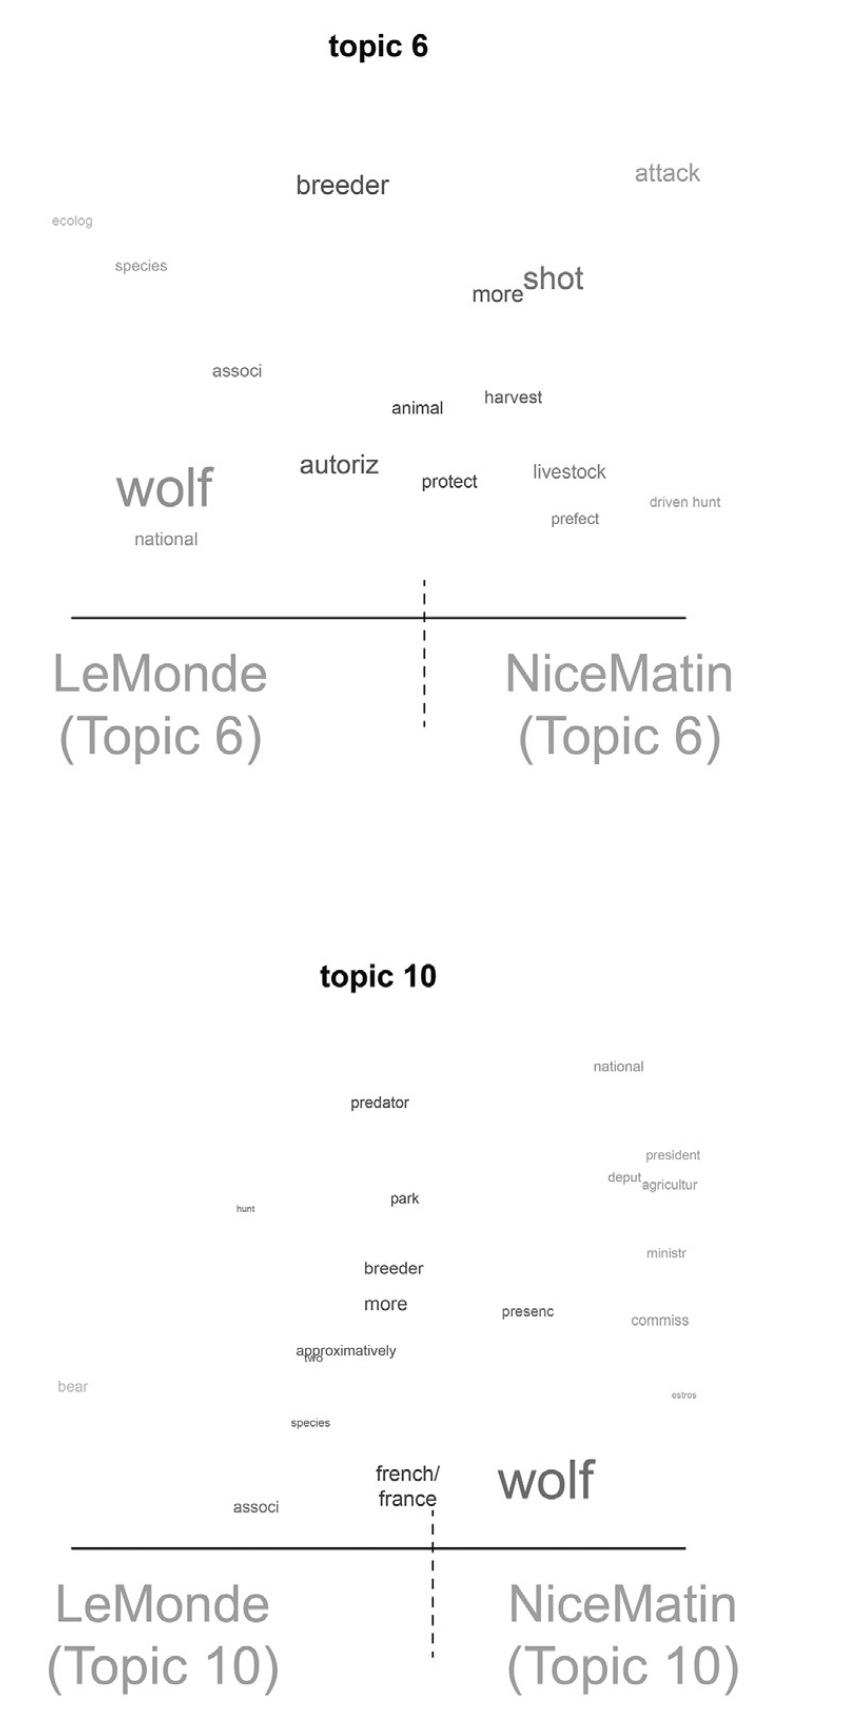 topic 6
breeder
attack
ecolog
species
shot
more
associ
harvest
animal
autoriz
livestock
protect
wolf
driven hunt
prefect
national
LeMonde
(Topic 6)
NiceMatin
(Topic 6)
topic 10
national
predator
president
deput
agricultur
park
hunt
ministr
breeder
more
presenc
commiss
approximatively
two
bear
estros
species
french/
france
wolf
associ
LeMonde
(Topic 10)
NiceMatin
(Topic 10)